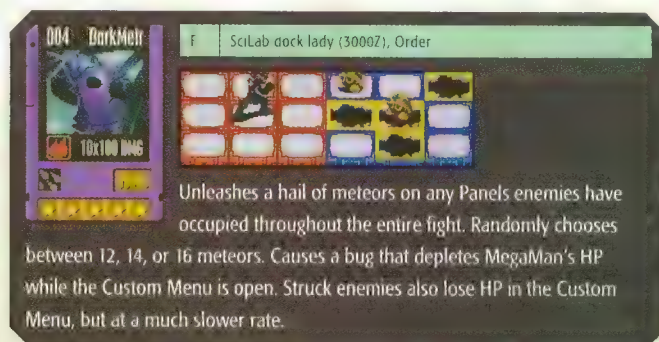 004 DarkMetr
F SciLab dock lady (3000Z), Order
10x100 DMG
Unleashes a hail of meteors on any Panels enemies have
occupied throughout the entire fight. Randomly chooses
between 12, 14, or 16 meteors. Causes a bug that depletes MegaMan's HP
while the Custom Menu is open. Struck enemies also lose HP in the Custom
Menu, but at a much slower rate.